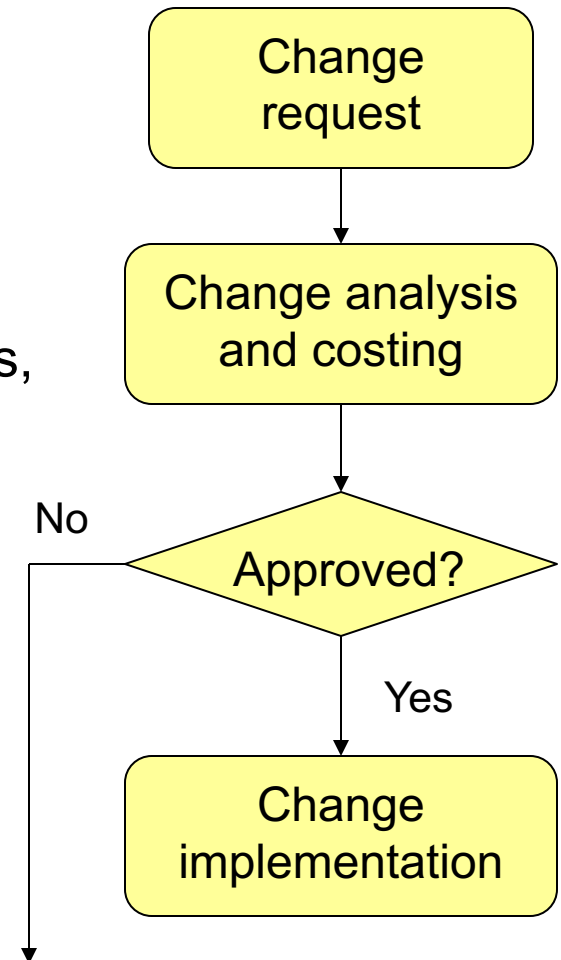 Change
request
Change analysis
and costing
s,
No
Approved?
Yes
Change
implementation